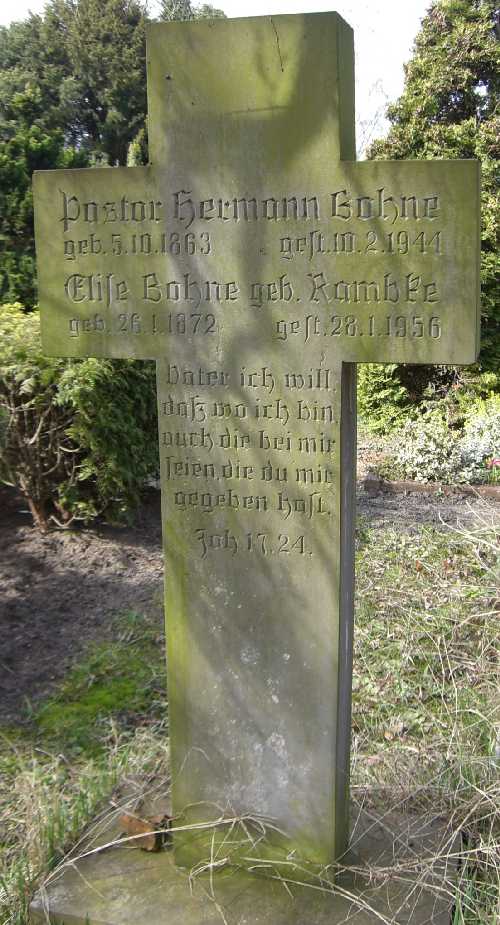 Pastor Hermann Bohne
geb. 5.10.1863 gest. 10.2.1944
Elise Bohne geb. Rambke
geb. 26.1.1872 gest. 28.1.1956
Vater ich will,
daß wo ich bin,
auch die bei mir
seien, die du mir
gegeben hast.
Joh 17.24.